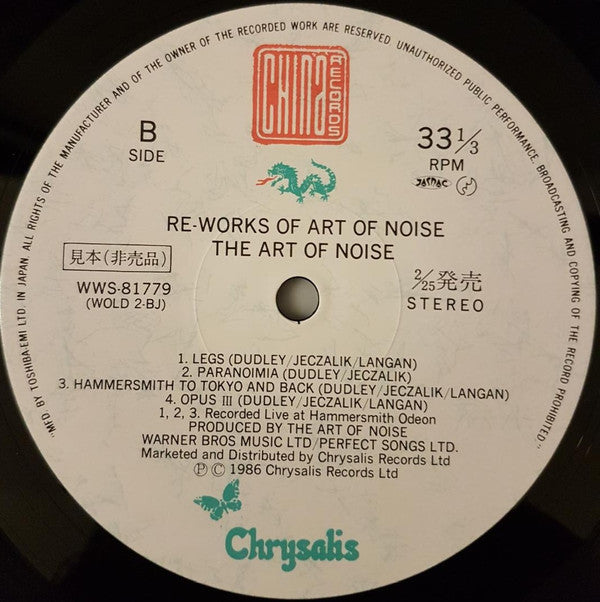 "MFD. BY TOSHIBA-EMI LTD. IN JAPAN. ALL RIGHTS OF THE MANUFACTURER AND OF THE OWNER OF THE RECORDED WORK ARE RESERVED. UNAUTHORIZED PUBLIC PERFORMANCE, BROADCASTING AND COPYING OF THE RECORD PROHIBITED."
CHINA
RECORDS
B
SIDE
33 1/3
RPM
JASRAC
RE-WORKS OF ART OF NOISE
THE ART OF NOISE
見本(非売品)
WWS-81779
(WOLD 2-BJ)
2/25発売
STEREO
1. LEGS (DUDLEY/JECZALIK/LANGAN)
2. PARANOIMIA (DUDLEY/JECZALIK)
3. HAMMERSMITH TO TOKYO AND BACK (DUDLEY/JECZALIK/LANGAN)
4. OPUS III (DUDLEY/JECZALIK/LANGAN)
1, 2, 3. Recorded Live at Hammersmith Odeon
PRODUCED BY THE ART OF NOISE
WARNER BROS MUSIC LTD/PERFECT SONGS LTD.
Marketed and Distributed by Chrysalis Records Ltd
Ⓟ © 1986 Chrysalis Records Ltd
Chrysalis